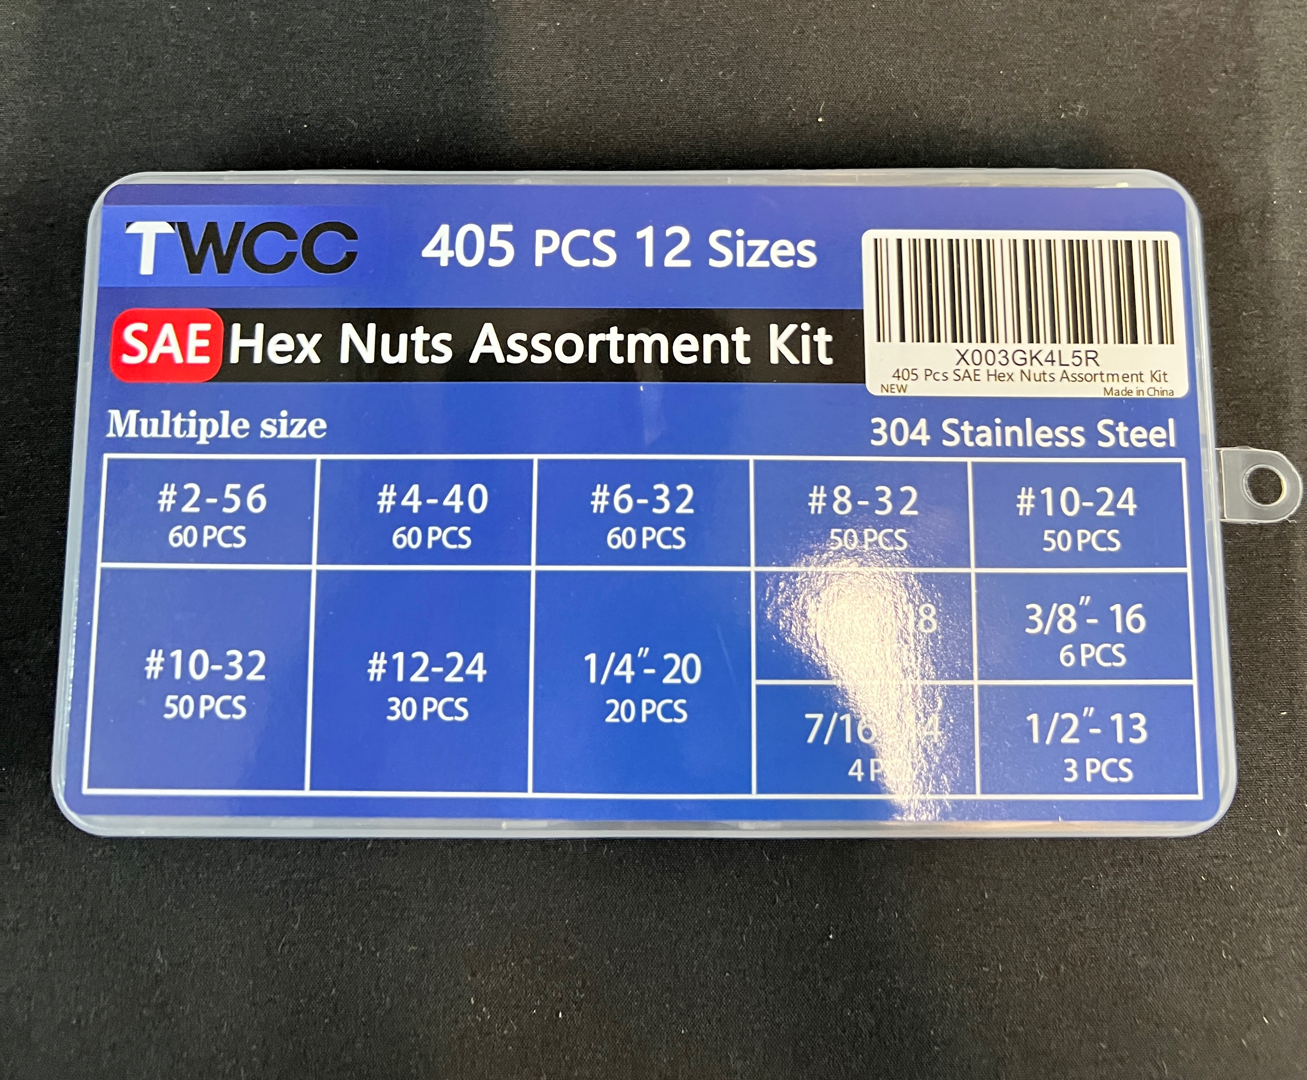 TWCC
405 PCS 12 Sizes
SAE Hex Nuts Assortment Kit
X003GK4L5R
405 Pcs SAE Hex Nuts Assortment Kit
NEW
Made in China
Multiple size
304 Stainless Steel
#2-56
60 PCS
#4-40
60 PCS
#6-32
60 PCS
#8-32
50 PCS
#10-24
50 PCS
#10-32
50 PCS
#12-24
30 PCS
1/4″- 20
20 PCS
3/8″- 16
6 PCS
1/2″- 13
3 PCS